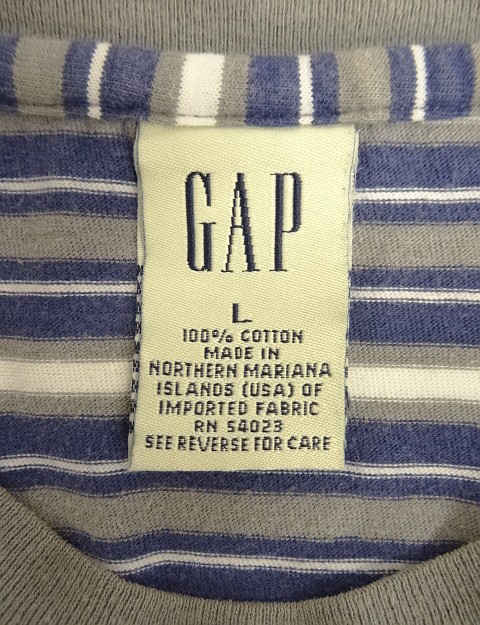 GAP
L
100% COTTON
MADE IN
NORTHERN MARIANA
ISLANDS (USA) OF
IMPORTED FABRIC
RN 54023
SEE REVERSE FOR CARE